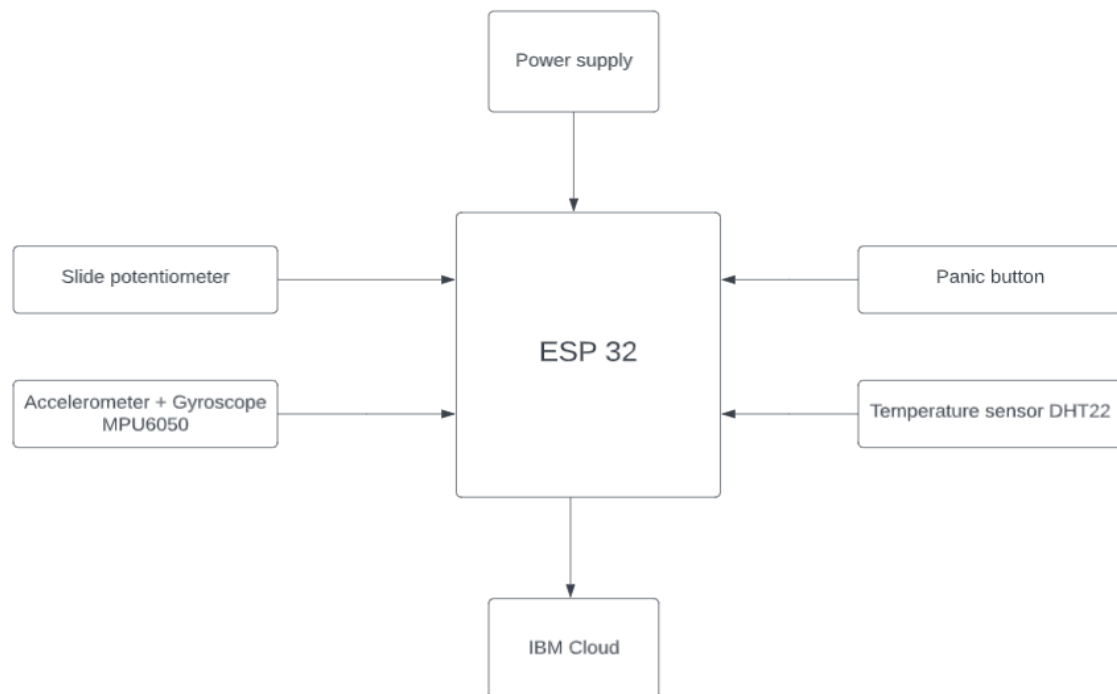 Power supply
Slide potentiometer
Panic button
ESP 32
Accelerometer + Gyroscope
MPU6050
Temperature sensor DHT22
IBM Cloud